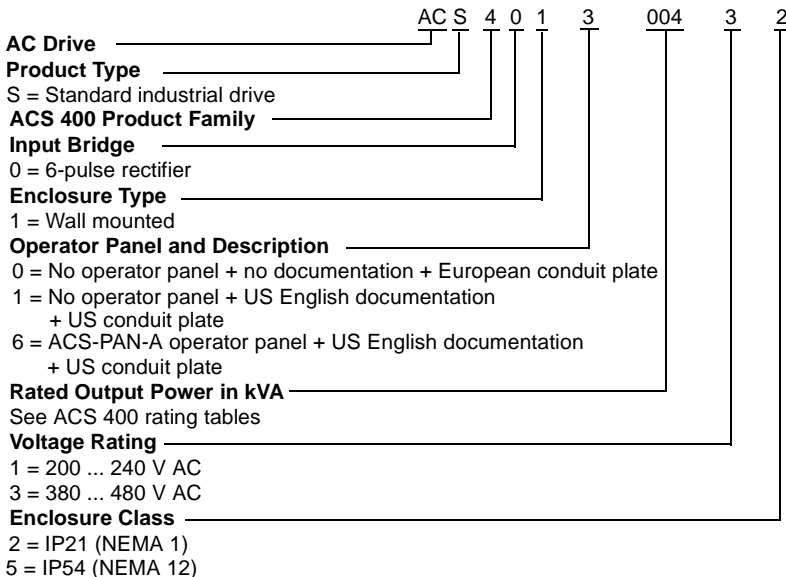 AC S 4 0 1 3 004 3 2
AC Drive
Product Type
S = Standard industrial drive
ACS 400 Product Family
Input Bridge
0 = 6-pulse rectifier
Enclosure Type
1 = Wall mounted
Operator Panel and Description
0 = No operator panel + no documentation + European conduit plate
1 = No operator panel + US English documentation
+ US conduit plate
6 = ACS-PAN-A operator panel + US English documentation
+ US conduit plate
Rated Output Power in kVA
See ACS 400 rating tables
Voltage Rating
1 = 200 ... 240 V AC
3 = 380 ... 480 V AC
Enclosure Class
2 = IP21 (NEMA 1)
5 = IP54 (NEMA 12)